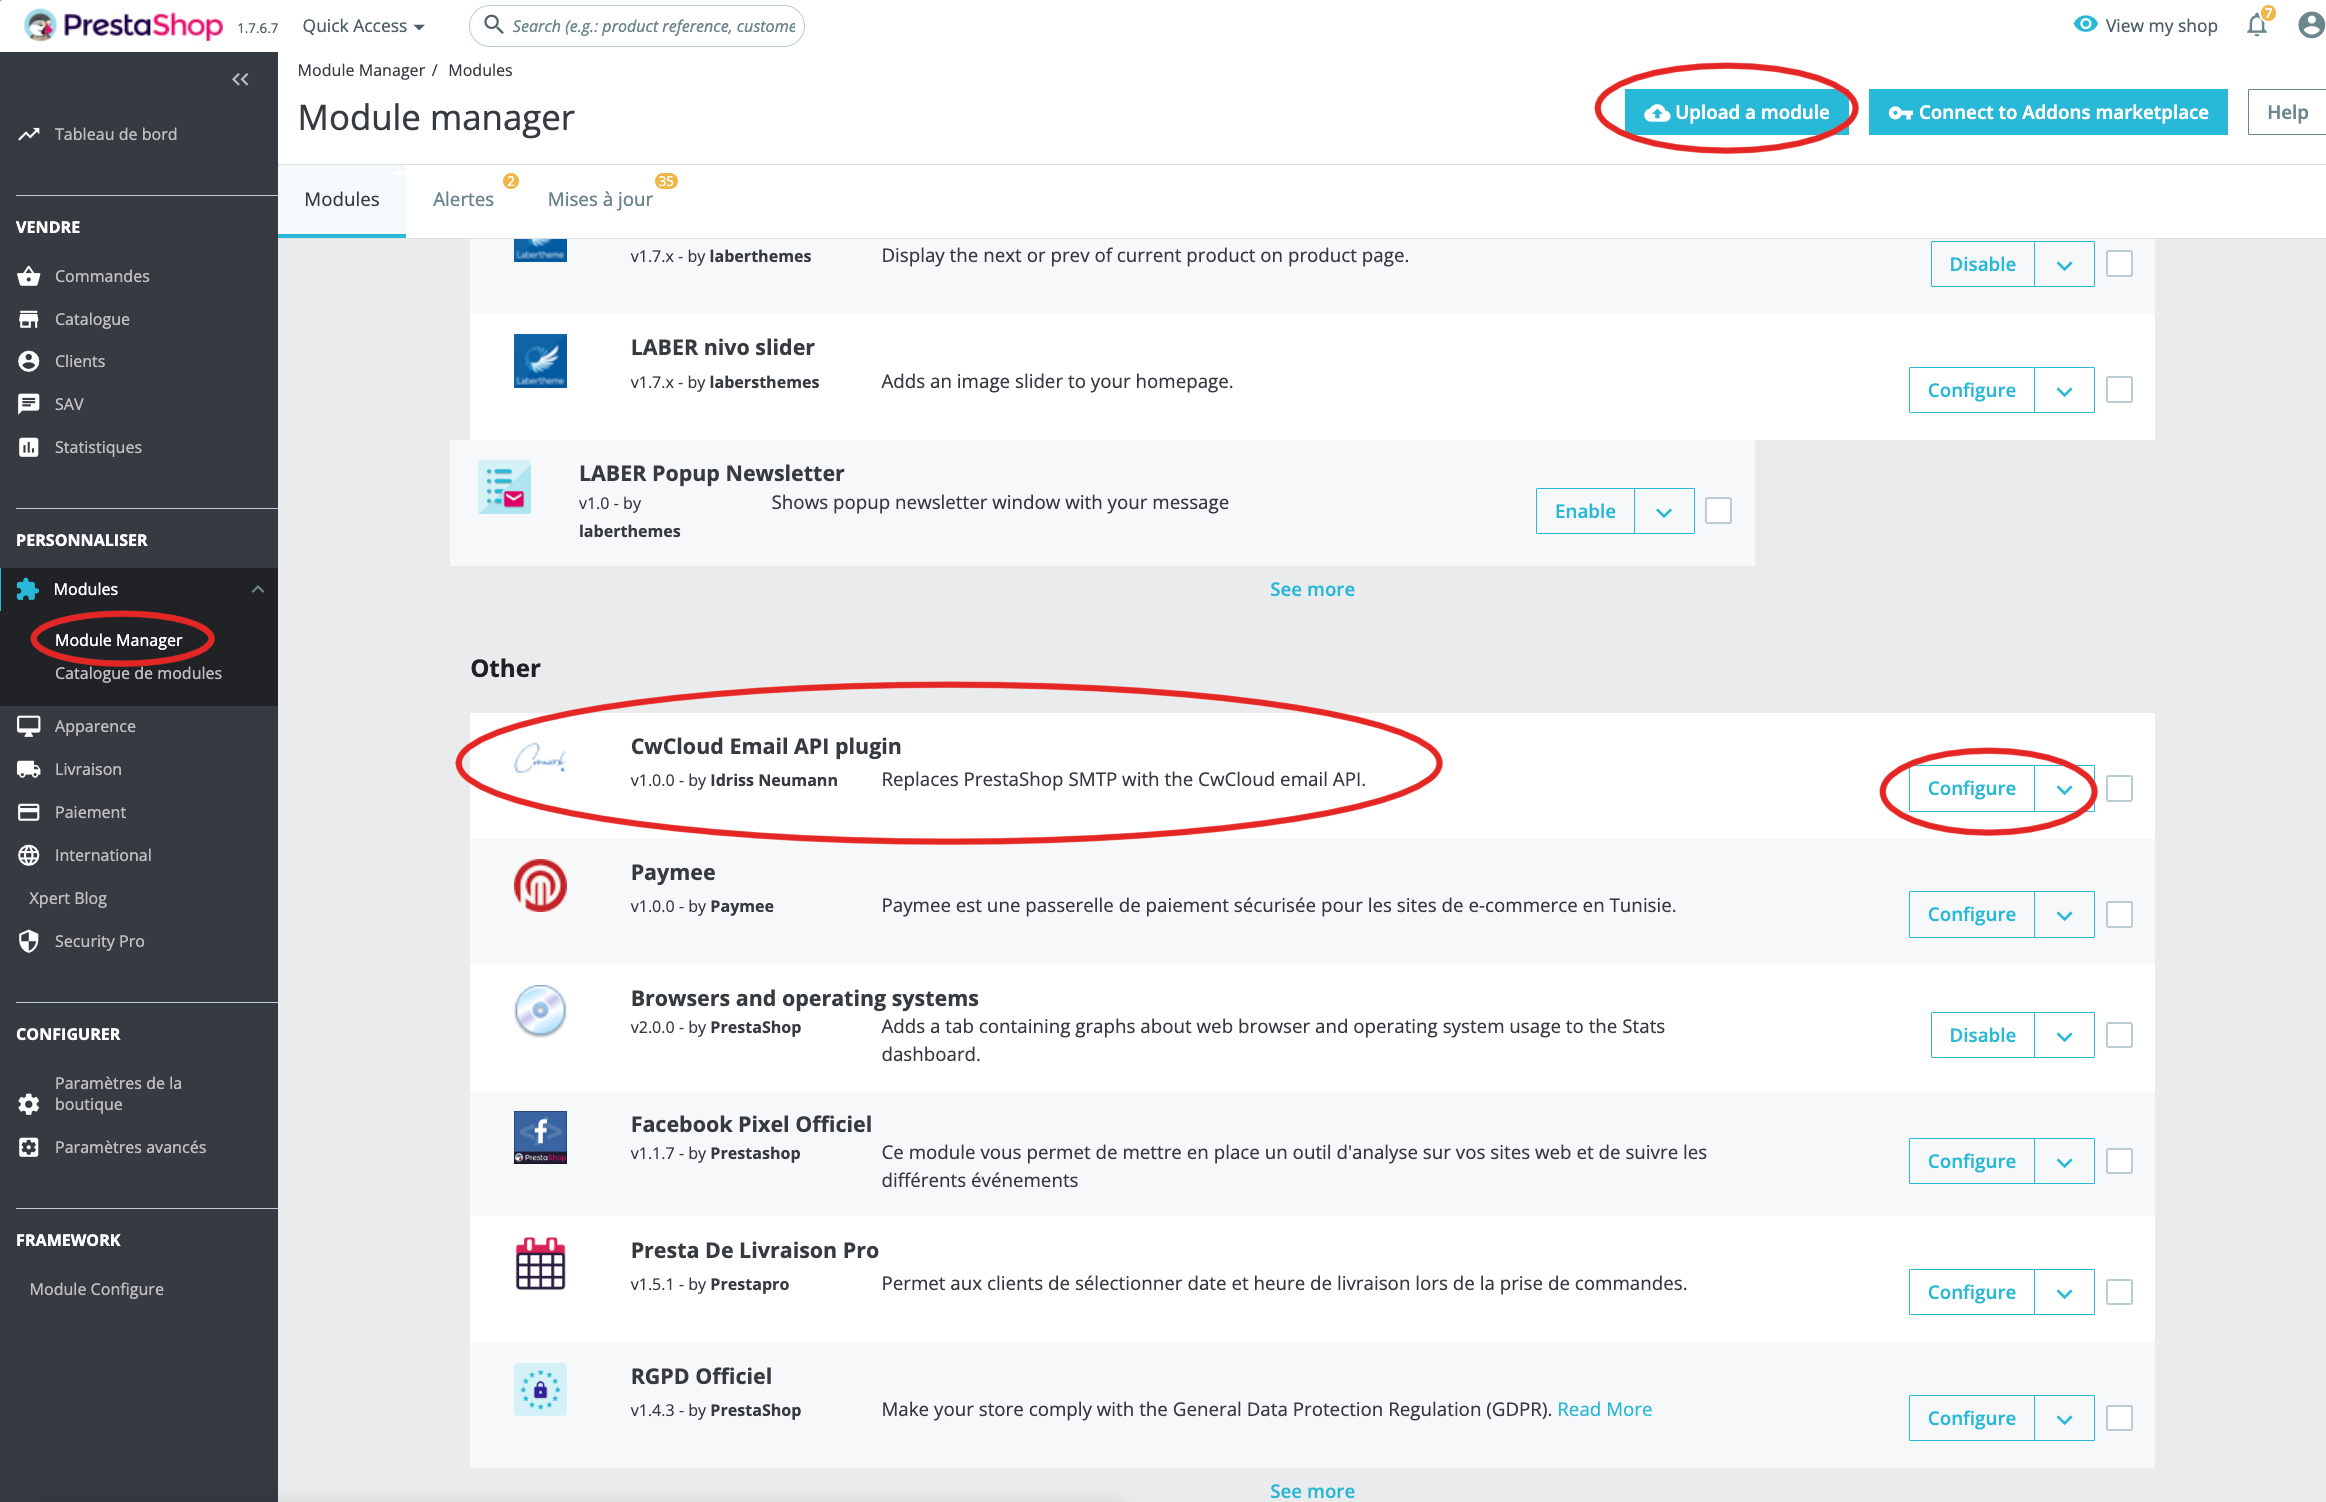 PrestaShop 1.7.6.7
Quick Access
Search (e.g.: product reference, custome
View my shop
7
Module Manager / Modules
Module manager
Upload a module
Connect to Addons marketplace
Help
Modules
Alertes 2
Mises à jour 35
Tableau de bord
VENDRE
Commandes
Catalogue
Clients
SAV
Statistiques
PERSONNALISER
Modules
Module Manager
Catalogue de modules
Apparence
Livraison
Paiement
International
Xpert Blog
Security Pro
CONFIGURER
Paramètres de la
boutique
Paramètres avancés
FRAMEWORK
Module Configure
Labertheme
v1.7.x - by laberthemes
Display the next or prev of current product on product page.
Disable
Labertheme
LABER nivo slider
v1.7.x - by labersthemes
Adds an image slider to your homepage.
Configure
LABER Popup Newsletter
v1.0 - by
laberthemes
Shows popup newsletter window with your message
Enable
See more
Other
Comwork
CwCloud Email API plugin
v1.0.0 - by Idriss Neumann
Replaces PrestaShop SMTP with the CwCloud email API.
Configure
Paymee
v1.0.0 - by Paymee
Paymee est une passerelle de paiement sécurisée pour les sites de e-commerce en Tunisie.
Configure
Browsers and operating systems
v2.0.0 - by PrestaShop
Adds a tab containing graphs about web browser and operating system usage to the Stats
dashboard.
Disable
PrestaShop
Facebook Pixel Officiel
v1.1.7 - by Prestashop
Ce module vous permet de mettre en place un outil d'analyse sur vos sites web et de suivre les
différents événements
Configure
Presta De Livraison Pro
v1.5.1 - by Prestapro
Permet aux clients de sélectionner date et heure de livraison lors de la prise de commandes.
Configure
RGPD Officiel
v1.4.3 - by PrestaShop
Make your store comply with the General Data Protection Regulation (GDPR). Read More
Configure
See more